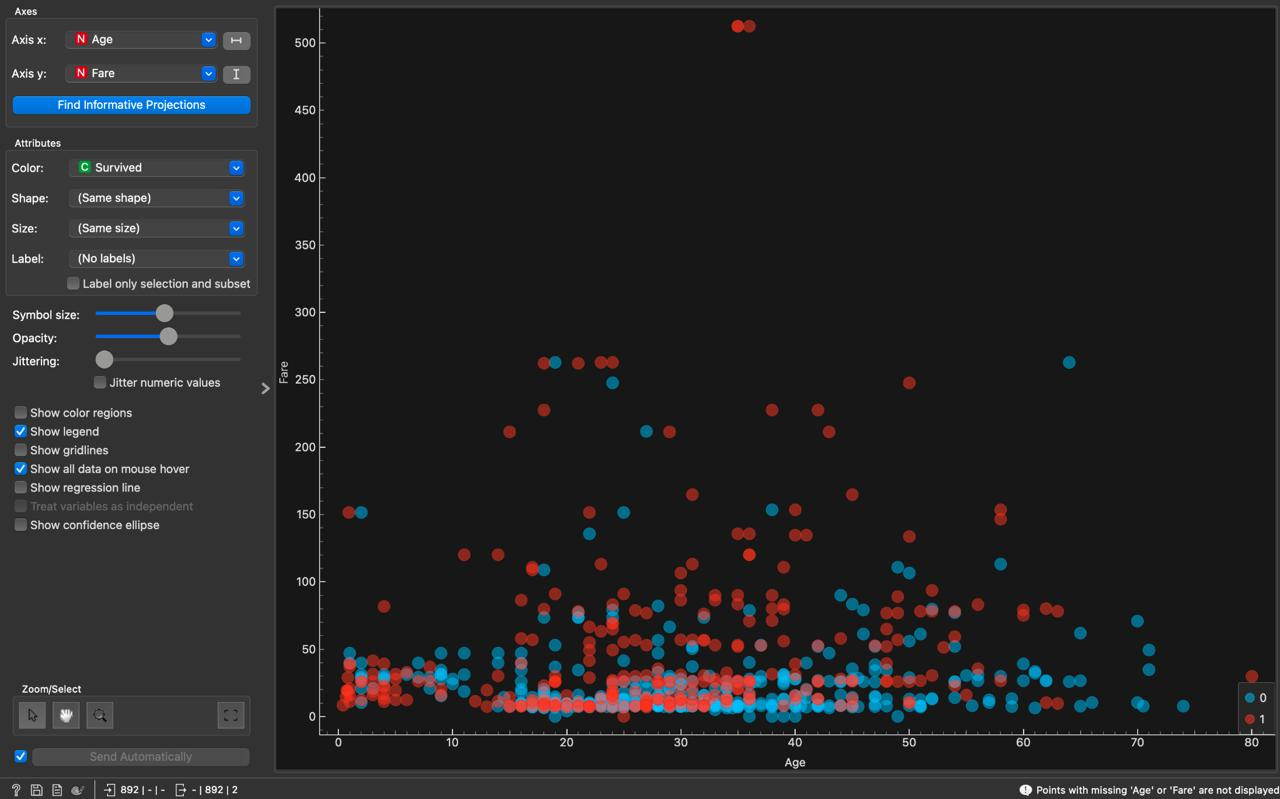 Axes
Axis x: N Age
Axis y: N Fare
Find Informative Projections
Attributes
Color: C Survived
Shape: (Same shape)
Size: (Same size)
Label: (No labels)
Label only selection and subset
Symbol size:
Opacity:
Jittering:
Jitter numeric values
Show color regions
Show legend
Show gridlines
Show all data on mouse hover
Show regression line
Treat variables as independent
Show confidence ellipse
Zoom/Select
Send Automatically
? 892 | - | - - | 892 | 2
500
450
400
350
300
250
200
150
100
50
0
Fare
0 10 20 30 40 50 60 70 80
Age
0
1
Points with missing 'Age' or 'Fare' are not displayed